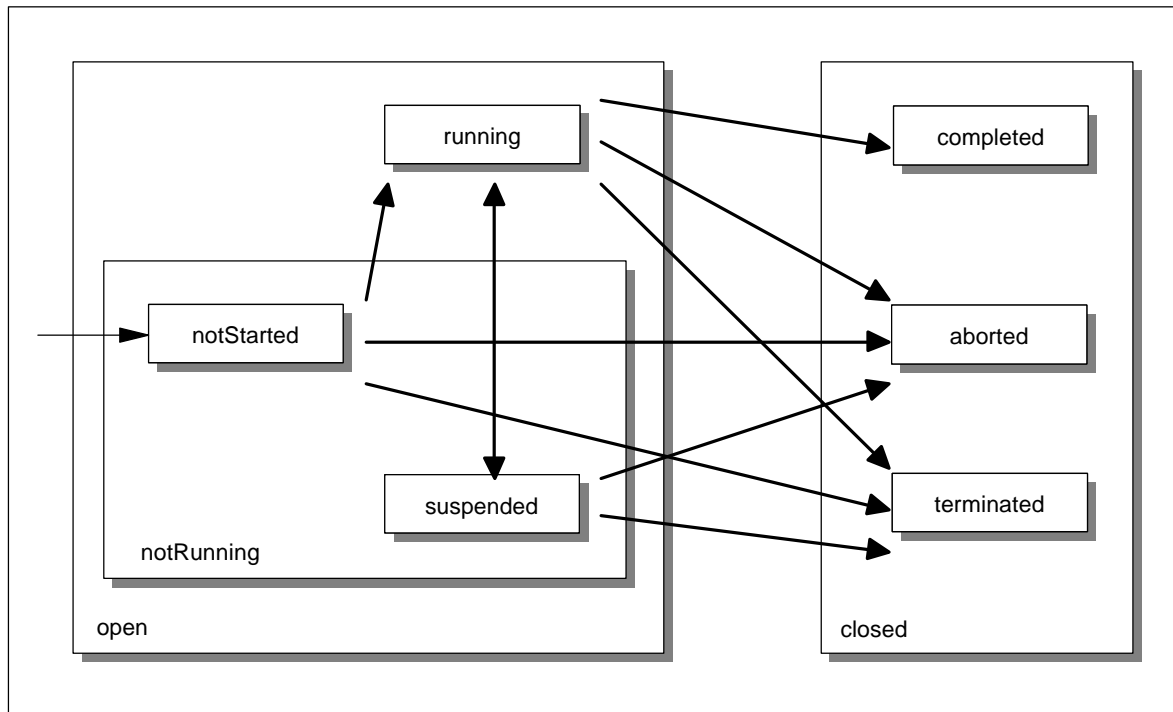 running
completed
notStarted
aborted
suspended
terminated
notRunning
open
closed